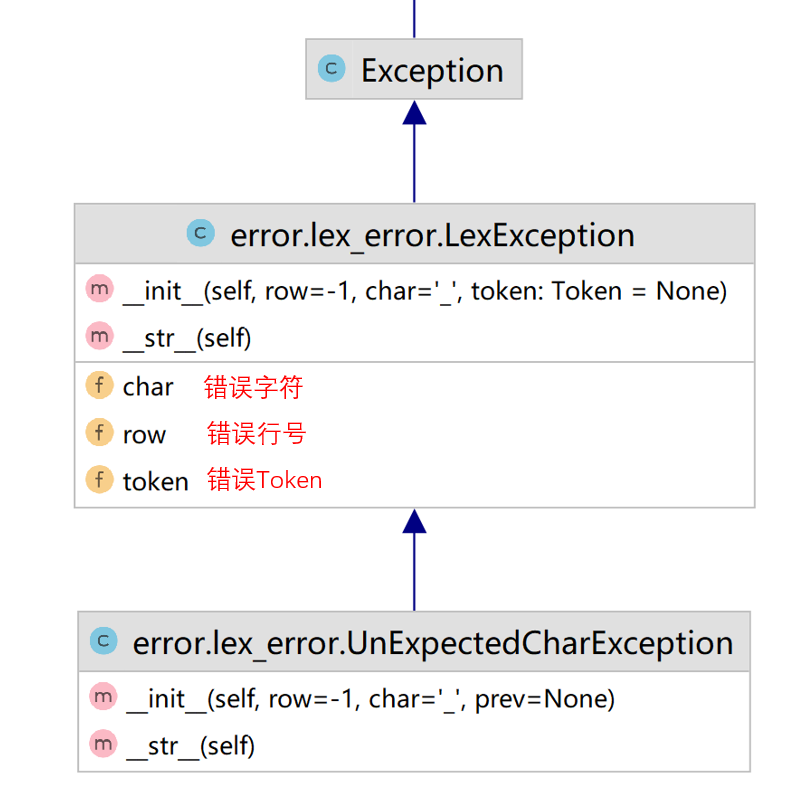 C Exception
C error.lex_error.LexException
m __init__(self, row=-1, char='_', token: Token = None)
m __str__(self)
f char 错误字符
f row 错误行号
f token 错误Token
C error.lex_error.UnExpectedCharException
m __init__(self, row=-1, char='_', prev=None)
m __str__(self)